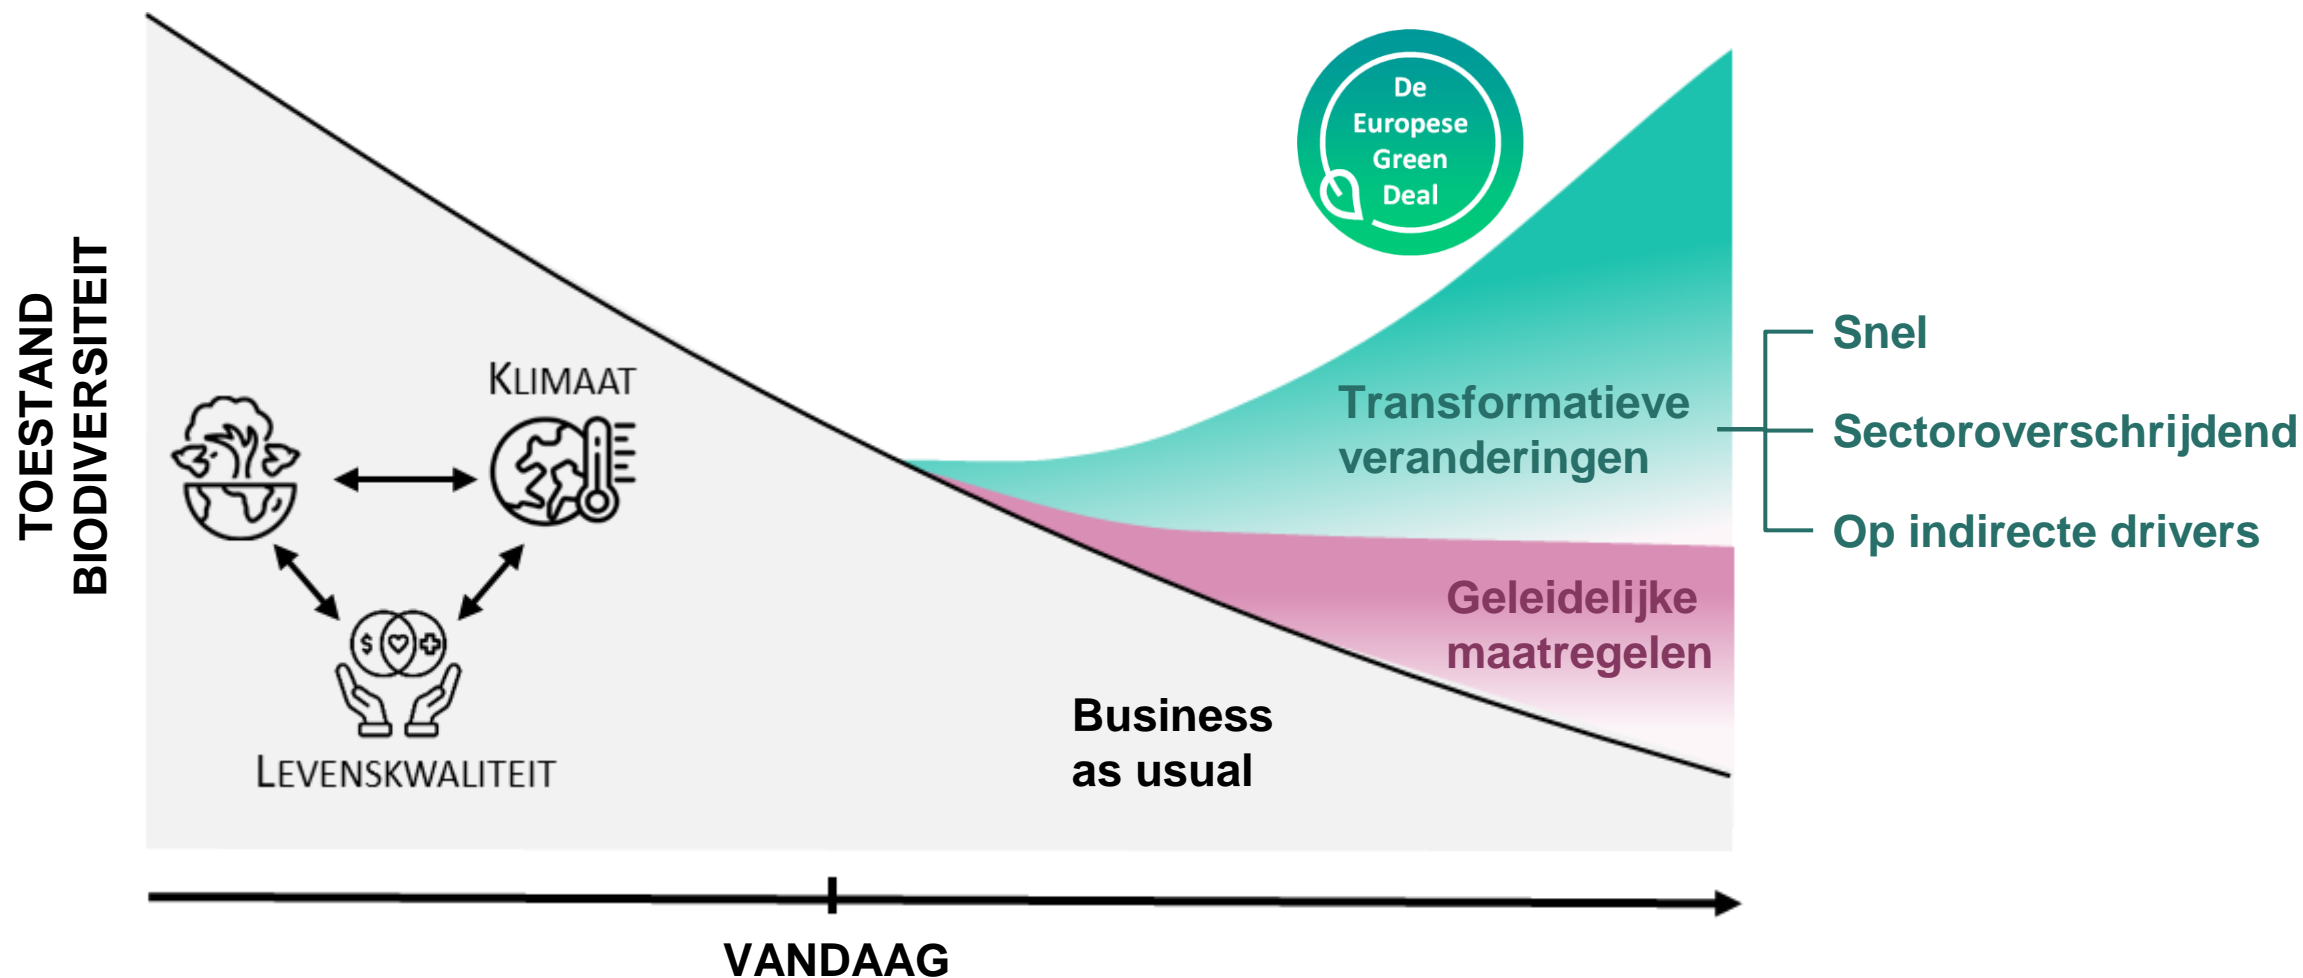 TOESTAND
BIODIVERSITEIT
De
Europese
Green
Deal
KLIMAAT
$
LEVENSKWALITEIT
Transformatieve
veranderingen
Snel
Sectoroverschrijdend
Op indirecte drivers
Geleidelijke
maatregelen
Business
as usual
VANDAAG